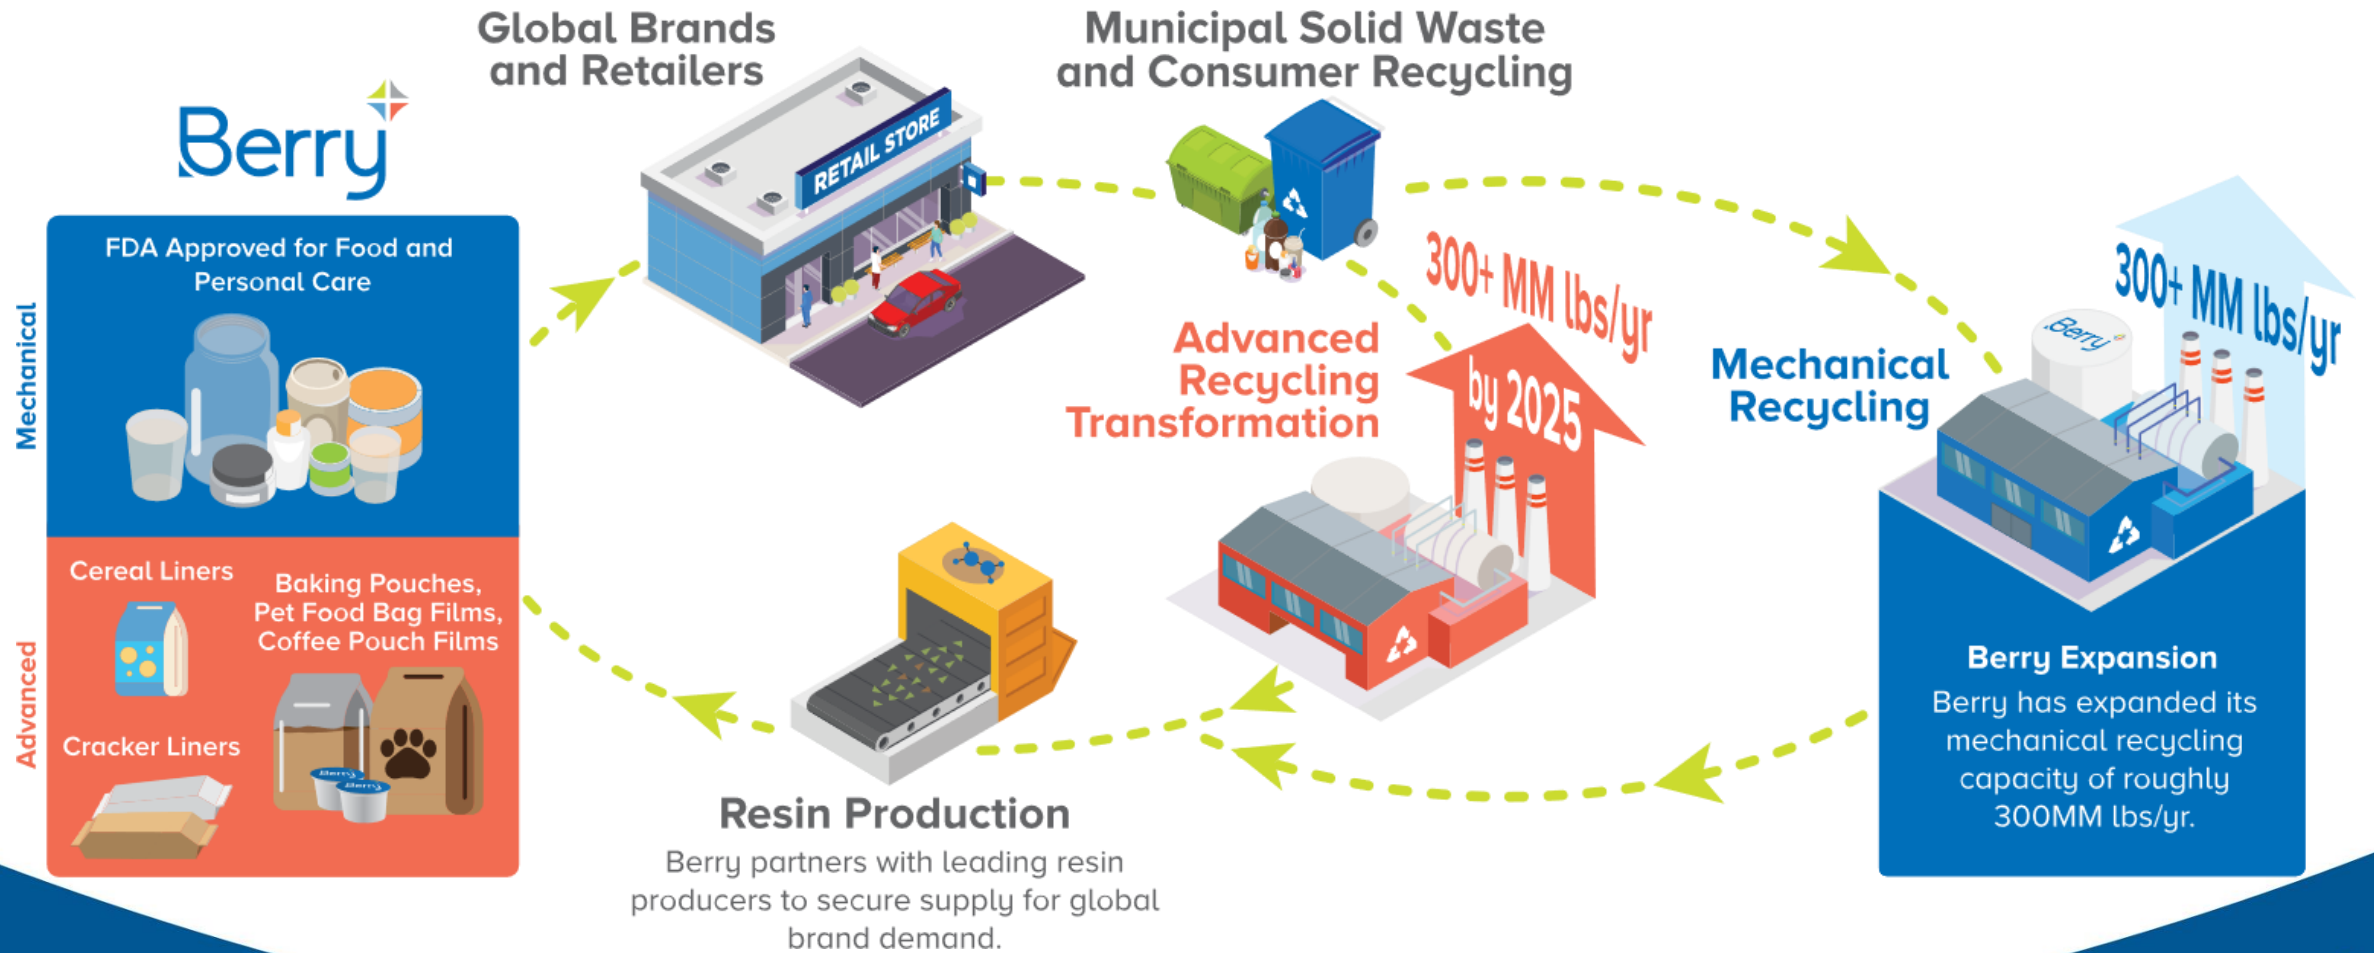 Berry
Mechanical
FDA Approved for Food and
Personal Care
Advanced
Cereal Liners
Baking Pouches,
Pet Food Bag Films,
Coffee Pouch Films
Cracker Liners
Berry
Berry
Global Brands
and Retailers
RETAIL STORE
Municipal Solid Waste
and Consumer Recycling
Advanced
Recycling
Transformation
300+ MM lbs/yr
by 2025
Mechanical
Recycling
Berry
300+ MM lbs/yr
Berry Expansion
Berry has expanded its
mechanical recycling
capacity of roughly
300MM lbs/yr.
Resin Production
Berry partners with leading resin
producers to secure supply for global
brand demand.